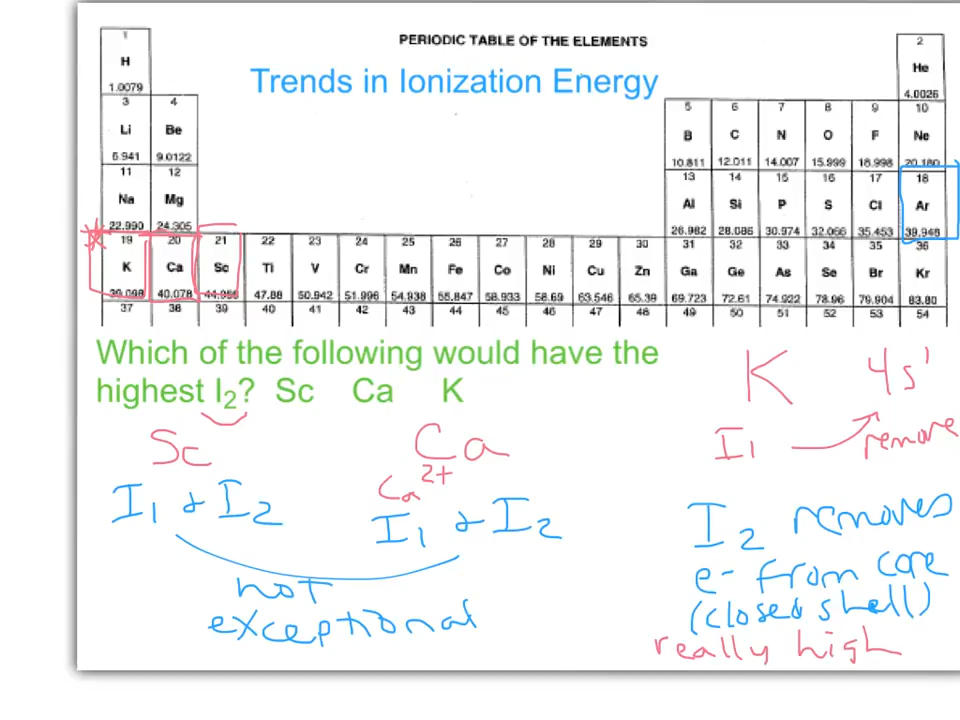 PERIODIC TABLE OF THE ELEMENTS
Trends in Ionization Energy
1 2
H He
1.0079 4.0026
3 4 5 6 7 8 9 10
Li Be B C N O F Ne
6.941 9.0122 10.811 12.011 14.007 15.999 18.998 20.180
11 12 13 14 15 16 17 18
Na Mg Al Si P S Cl Ar
22.990 24.305 26.982 28.086 30.974 32.066 35.453 39.948
19 20 21 22 23 24 25 26 27 28 29 30 31 32 33 34 35 36
K Ca Sc Ti V Cr Mn Fe Co Ni Cu Zn Ga Ge As Se Br Kr
39.098 40.078 44.956 47.88 50.942 51.996 54.938 55.847 58.933 58.69 63.546 65.39 69.723 72.61 74.922 78.96 79.904 83.80
37 38 39 40 41 42 43 44 45 46 47 48 49 50 51 52 53 54
Which of the following would have the
highest I2? Sc Ca K
K 4s1
I1 remove
Sc Ca
Ca2+
I1 & I2 I1 & I2
not
exceptional
I2 removes
e- from core
(closed shell)
really high